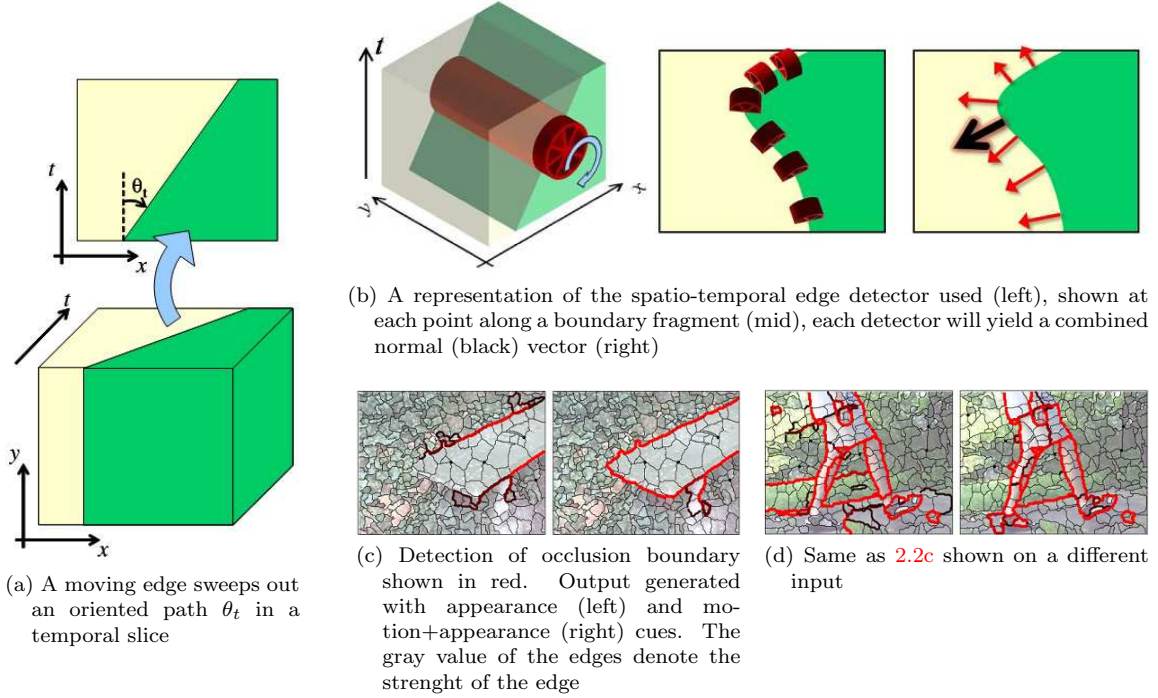 t
θt
x
t
y
x
(a) A moving edge sweeps out
an oriented path θt in a
temporal slice
t
y
x
(b) A representation of the spatio-temporal edge detector used (left), shown at
each point along a boundary fragment (mid), each detector will yield a combined
normal (black) vector (right)
(c) Detection of occlusion boundary
shown in red. Output generated
with appearance (left) and mo-
tion+appearance (right) cues. The
gray value of the edges denote the
strenght of the edge
(d) Same as 2.2c shown on a different
input